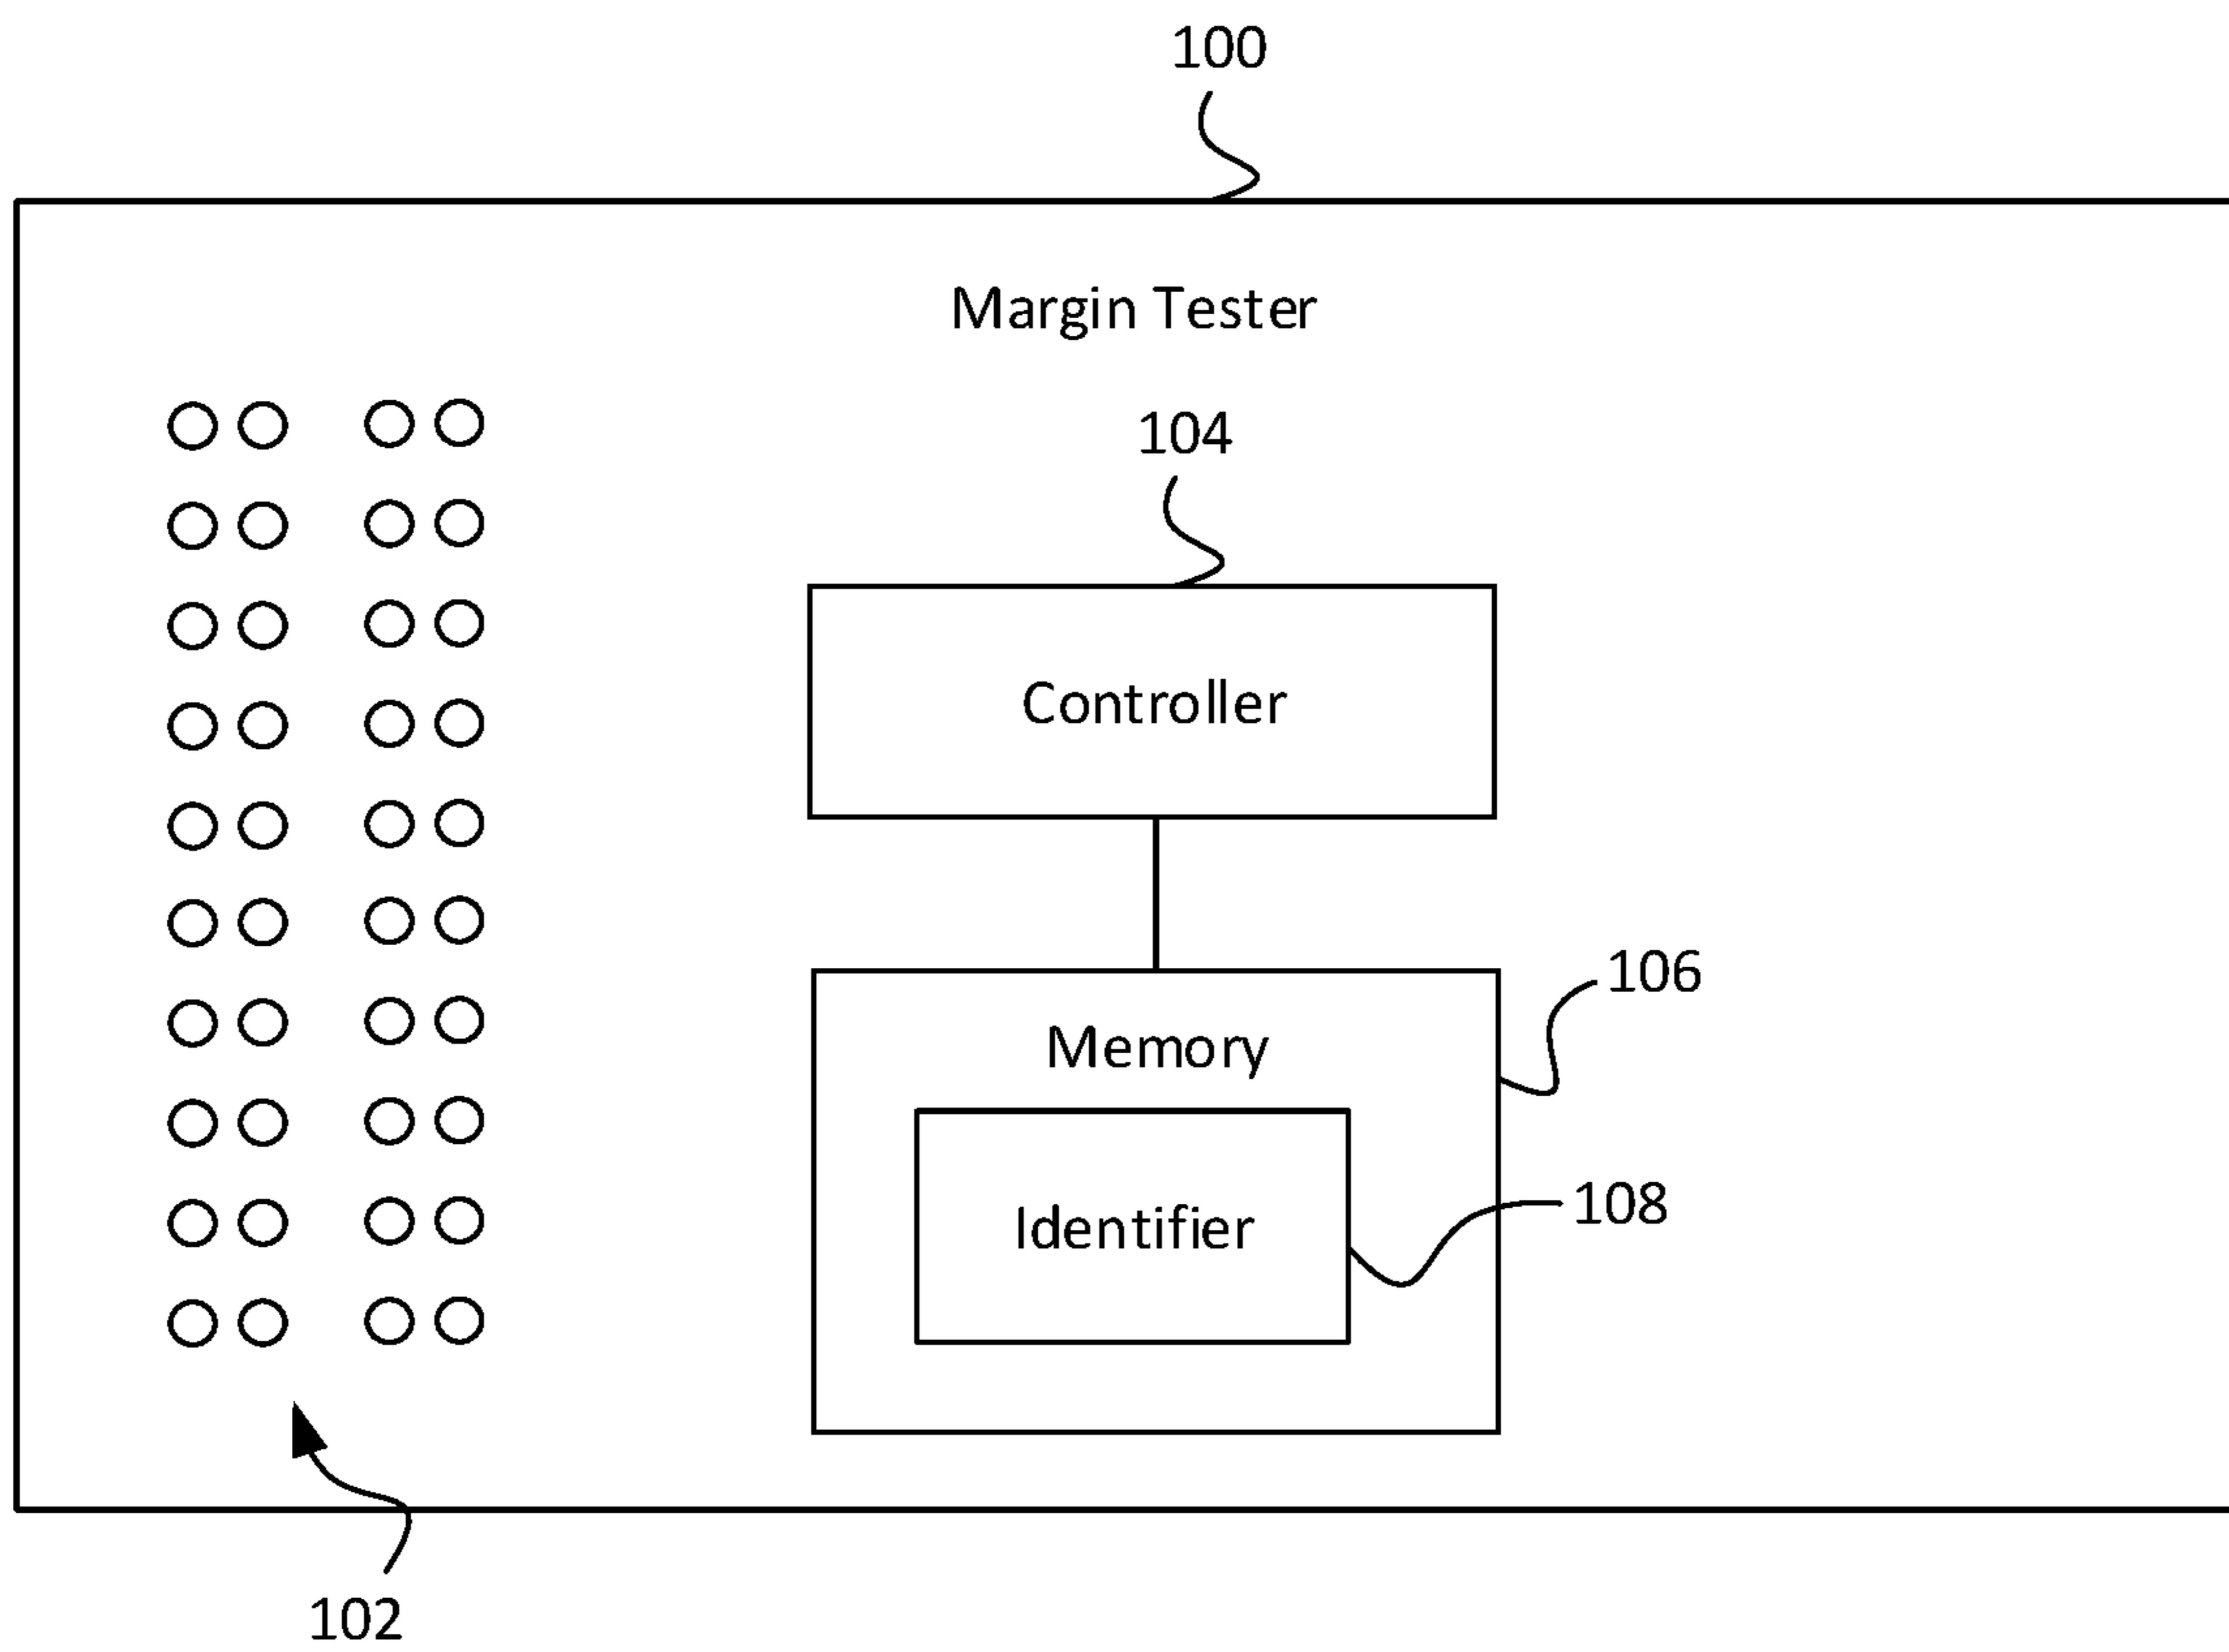 100
Margin Tester
104
Controller
106
Memory
108
Identifier
102